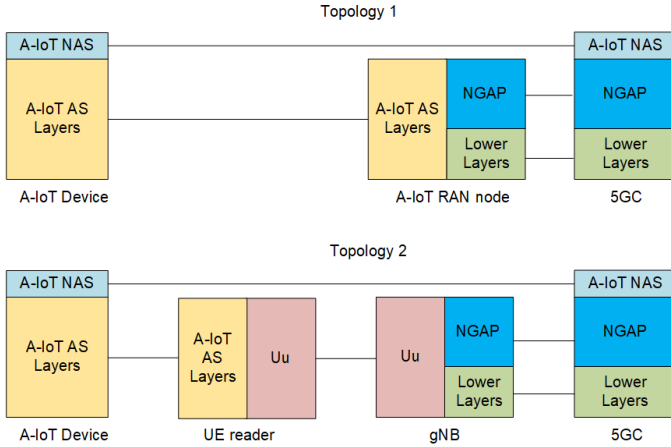 Topology 1
A-IoT NAS
A-IoT NAS
A-IoT AS
Layers
A-IoT AS
Layers
NGAP
NGAP
Lower
Layers
Lower
Layers
A-IoT Device
A-IoT RAN node
5GC
Topology 2
A-IoT NAS
A-IoT NAS
A-IoT AS
Layers
A-IoT
AS
Layers
Uu
Uu
NGAP
NGAP
Lower
Layers
Lower
Layers
A-IoT Device
UE reader
gNB
5GC